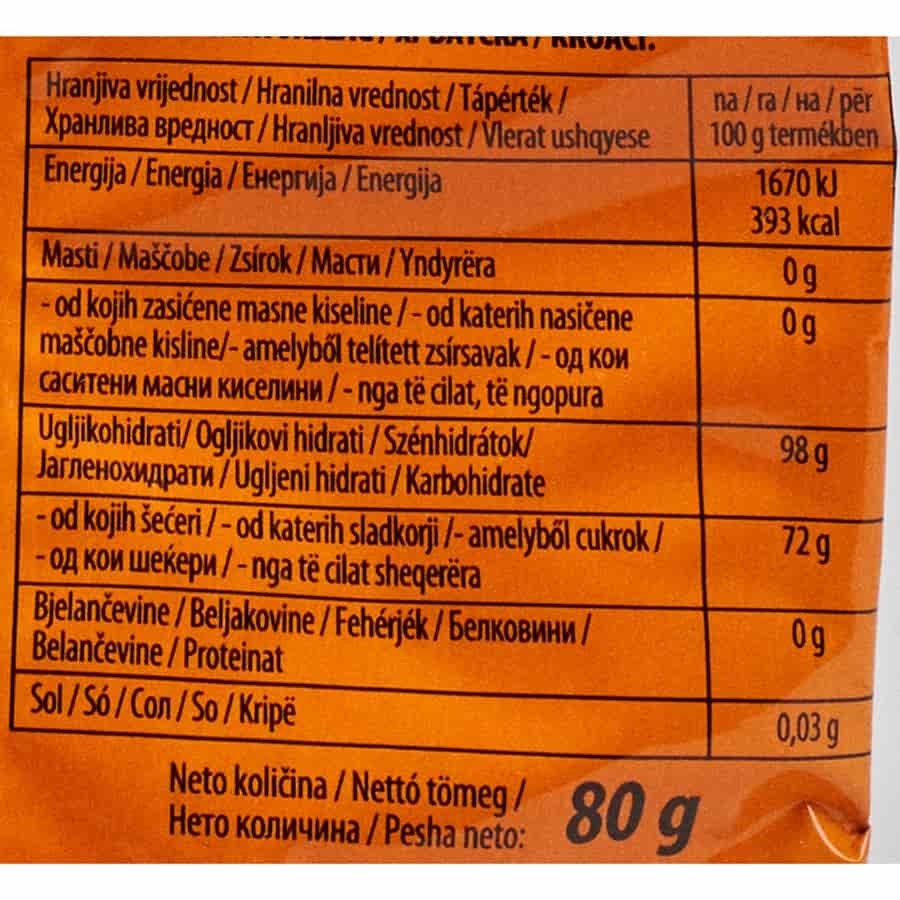 Hranjiva vrijednost / Hranilna vrednost / Tápérték /
Хранлива вредност / Hranljiva vrednost / Vlerat ushqyese
na / ra / на / për
100 g termékben
Energija / Energia / Енергија / Energjia
1670 kJ
393 kcal
Masti / Maščobe / Zsírok / Масти / Yndyrëra
0 g
- od kojih zasićene masne kiseline / - od katerih nasičene
maščobne kisline/- amelyből telített zsírsavak / - од кои
саситени масни киселини / - nga të cilat, të ngopura
0 g
Ugljikohidrati/ Ogljikovi hidrati / Szénhidrátok/
Јагленохидрати / Ugljeni hidrati / Karbohidrate
98 g
- od kojih šećeri / - od katerih sladkorji /- amelyből cukrok /
- од кои шеќери / - nga të cilat sheqerëra
72 g
Bjelančevine / Beljakovine / Fehérjék / Белковини /
Belančevine / Proteinat
0 g
Sol / Só / Сол / So / Kripë
0,03 g
Neto količina / Nettó tömeg /
Нето количина / Pesha neto:
80 g